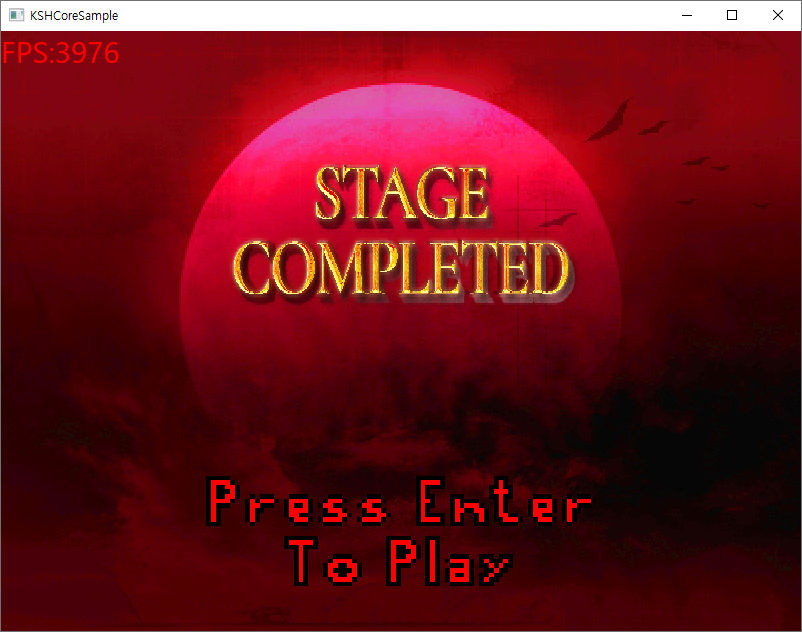 KSHCoreSample
FPS:3976
STAGE
COMPLETED
Press Enter
To Play